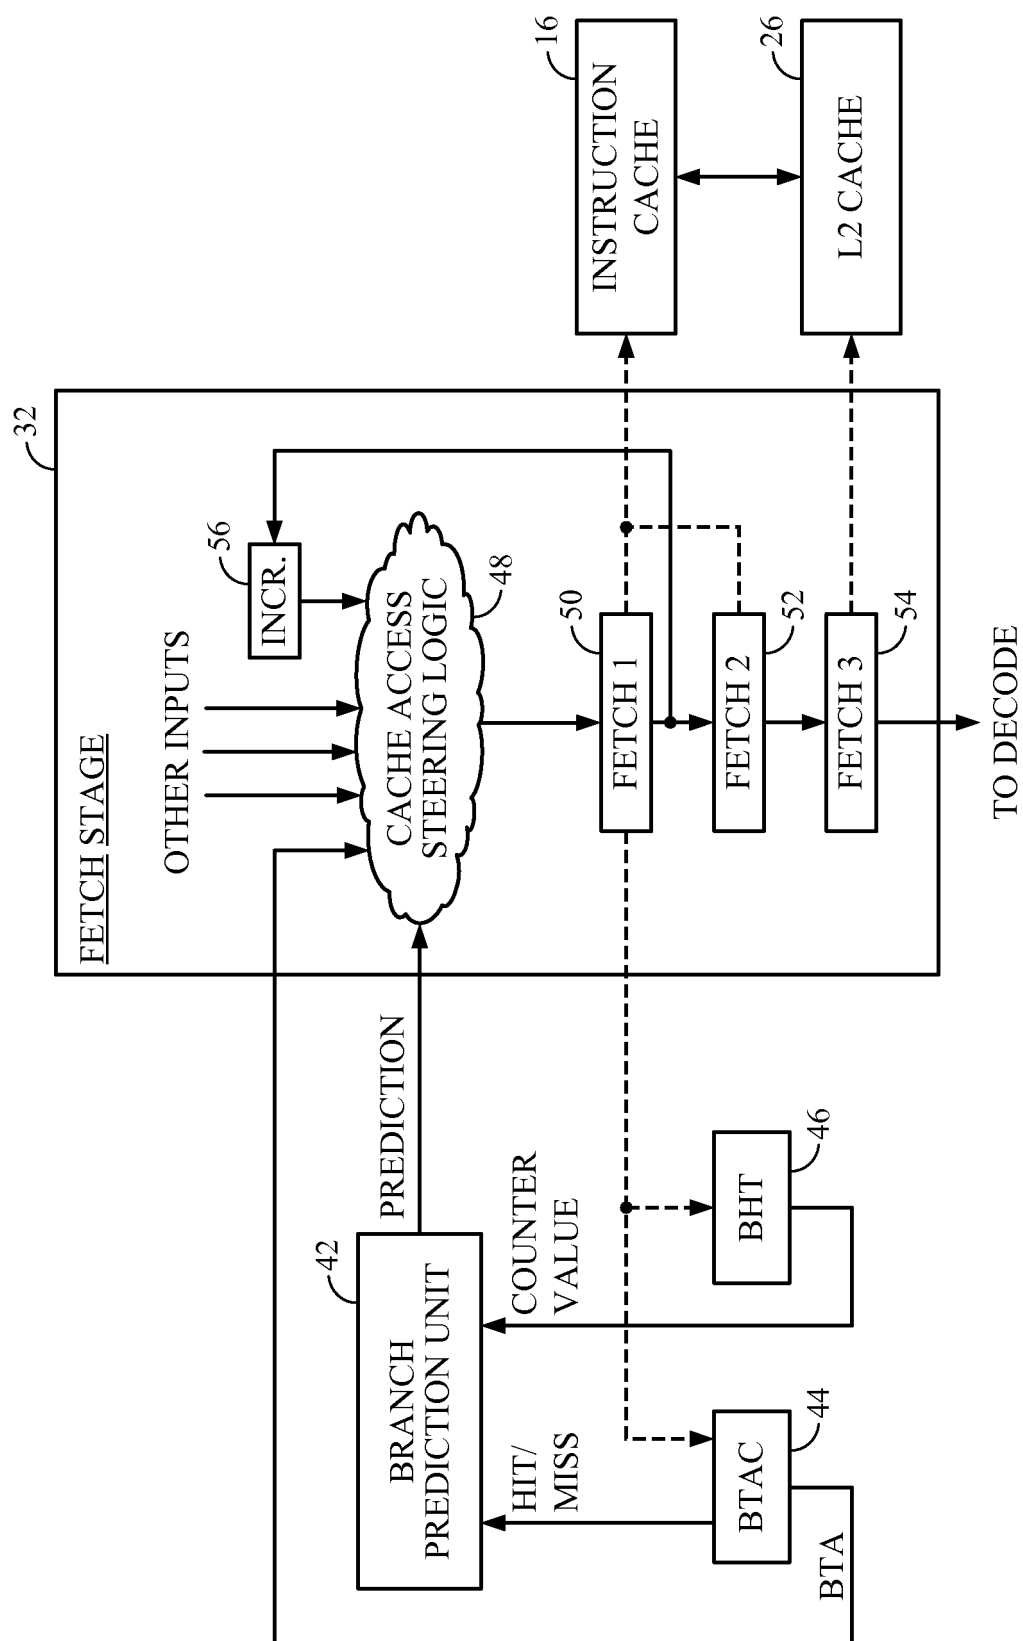 32
FETCH STAGE
OTHER INPUTS
56
INCR.
CACHE ACCESS
STEERING LOGIC
48
50
FETCH 1
52
FETCH 2
54
FETCH 3
TO DECODE
16
INSTRUCTION
CACHE
26
L2 CACHE
42
BRANCH
PREDICTION UNIT
PREDICTION
HIT/
MISS
COUNTER
VALUE
44
BTAC
BTA
46
BHT